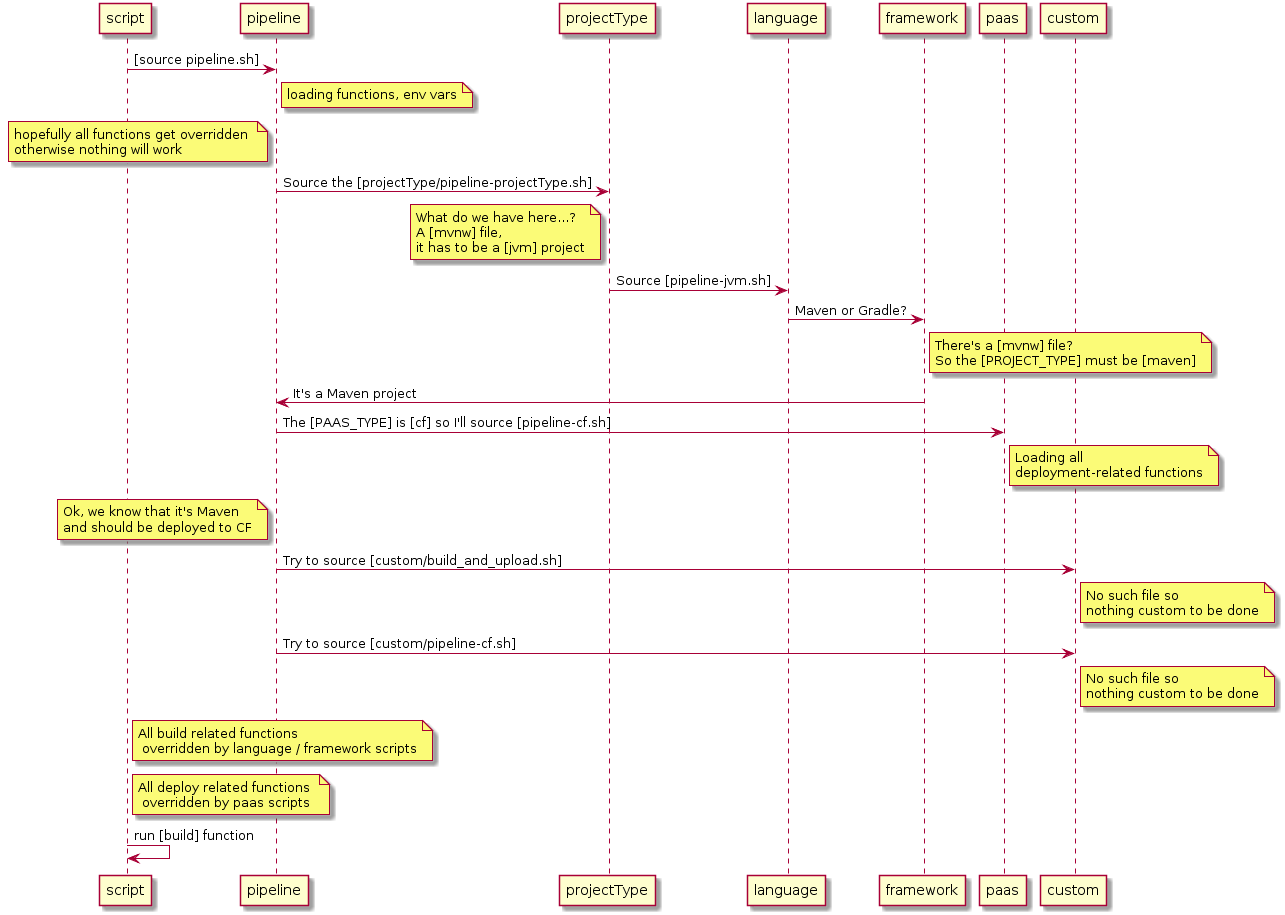 script
pipeline
projectType
language
framework
paas
custom
[source pipeline.sh]
loading functions, env vars
hopefully all functions get overridden
otherwise nothing will work
Source the [projectType/pipeline-projectType.sh]
What do we have here...?
A [mvnw] file,
it has to be a [jvm] project
Source [pipeline-jvm.sh]
Maven or Gradle?
There's a [mvnw] file?
So the [PROJECT_TYPE] must be [maven]
It's a Maven project
The [PAAS_TYPE] is [cf] so I'll source [pipeline-cf.sh]
Loading all
deployment-related functions
Ok, we know that it's Maven
and should be deployed to CF
Try to source [custom/build_and_upload.sh]
No such file so
nothing custom to be done
Try to source [custom/pipeline-cf.sh]
No such file so
nothing custom to be done
All build related functions
overridden by language / framework scripts
All deploy related functions
overridden by paas scripts
run [build] function
script
pipeline
projectType
language
framework
paas
custom